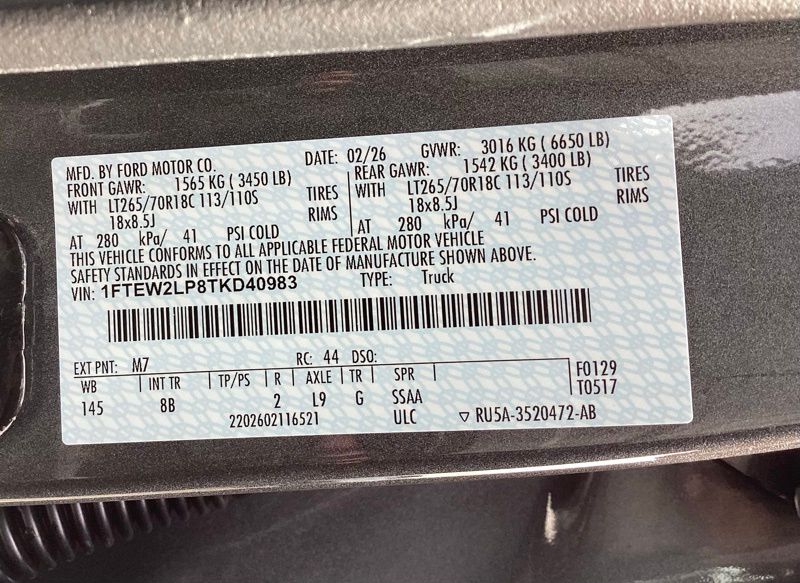 MFD. BY FORD MOTOR CO. DATE: 02/26 GVWR: 3016 KG ( 6650 LB)
FRONT GAWR: 1565 KG ( 3450 LB) REAR GAWR: 1542 KG ( 3400 LB)
WITH LT265/70R18C 113/110S TIRES WITH LT265/70R18C 113/110S TIRES
18x8.5J RIMS 18x8.5J RIMS
AT 280 kPa/ 41 PSI COLD AT 280 kPa/ 41 PSI COLD
THIS VEHICLE CONFORMS TO ALL APPLICABLE FEDERAL MOTOR VEHICLE
SAFETY STANDARDS IN EFFECT ON THE DATE OF MANUFACTURE SHOWN ABOVE.
VIN: 1FTEW2LP8TKD40983 TYPE: Truck
EXT PNT: M7 RC: 44 DSO:
WB INT TR TP/PS R AXLE TR SPR F0129
145 8B 2 L9 G SSAA T0517
2202602116521 ULC ▽ RU5A-3520472-AB